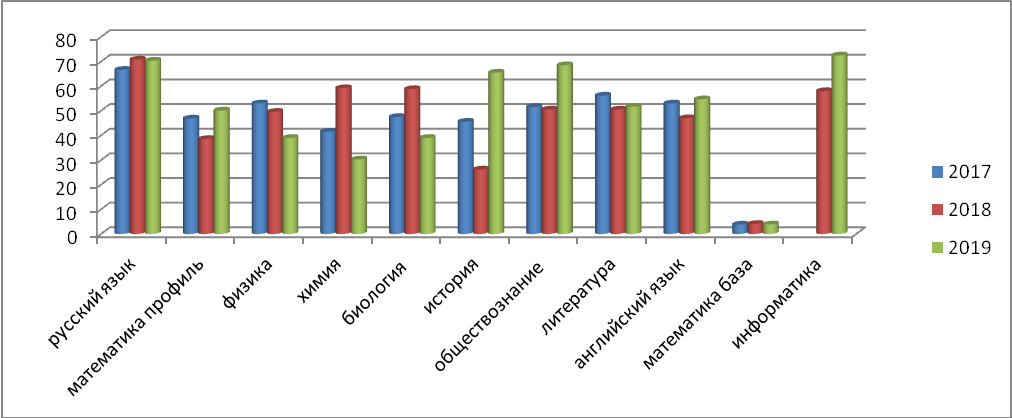 80
70
60
50
40
30
20
10
0
русский язык
математика профиль
физика
химия
биология
история
обществознание
литература
английский язык
математика база
информатика
2017
2018
2019